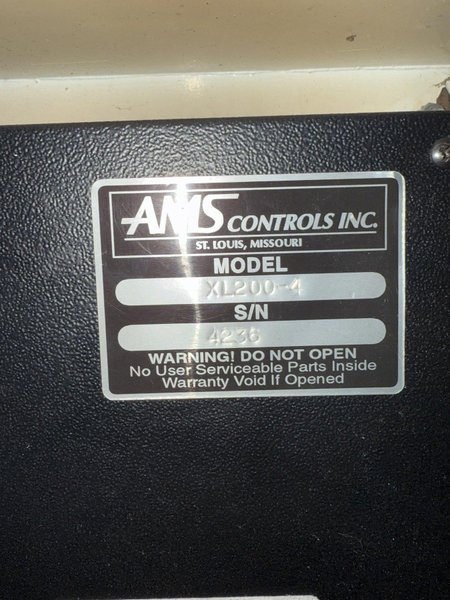 AMS CONTROLS INC.
ST. LOUIS, MISSOURI
MODEL
XL200-4
S/N
4236
WARNING! DO NOT OPEN
No User Serviceable Parts Inside
Warranty Void If Opened